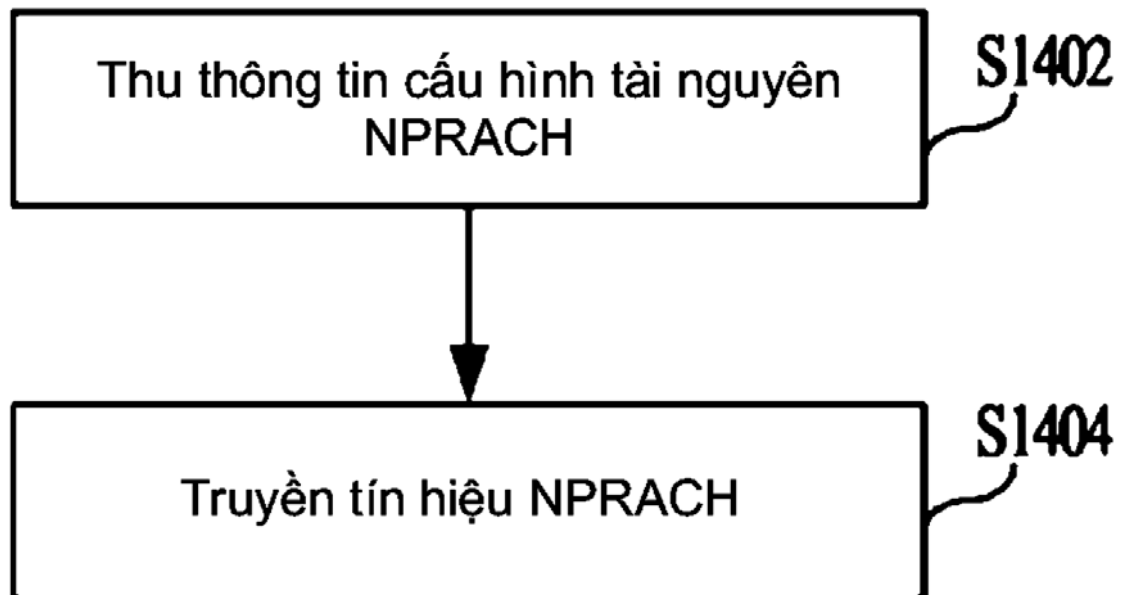 Thu thông tin cấu hình tài nguyên
NPRACH
S1402
Truyền tín hiệu NPRACH
S1404